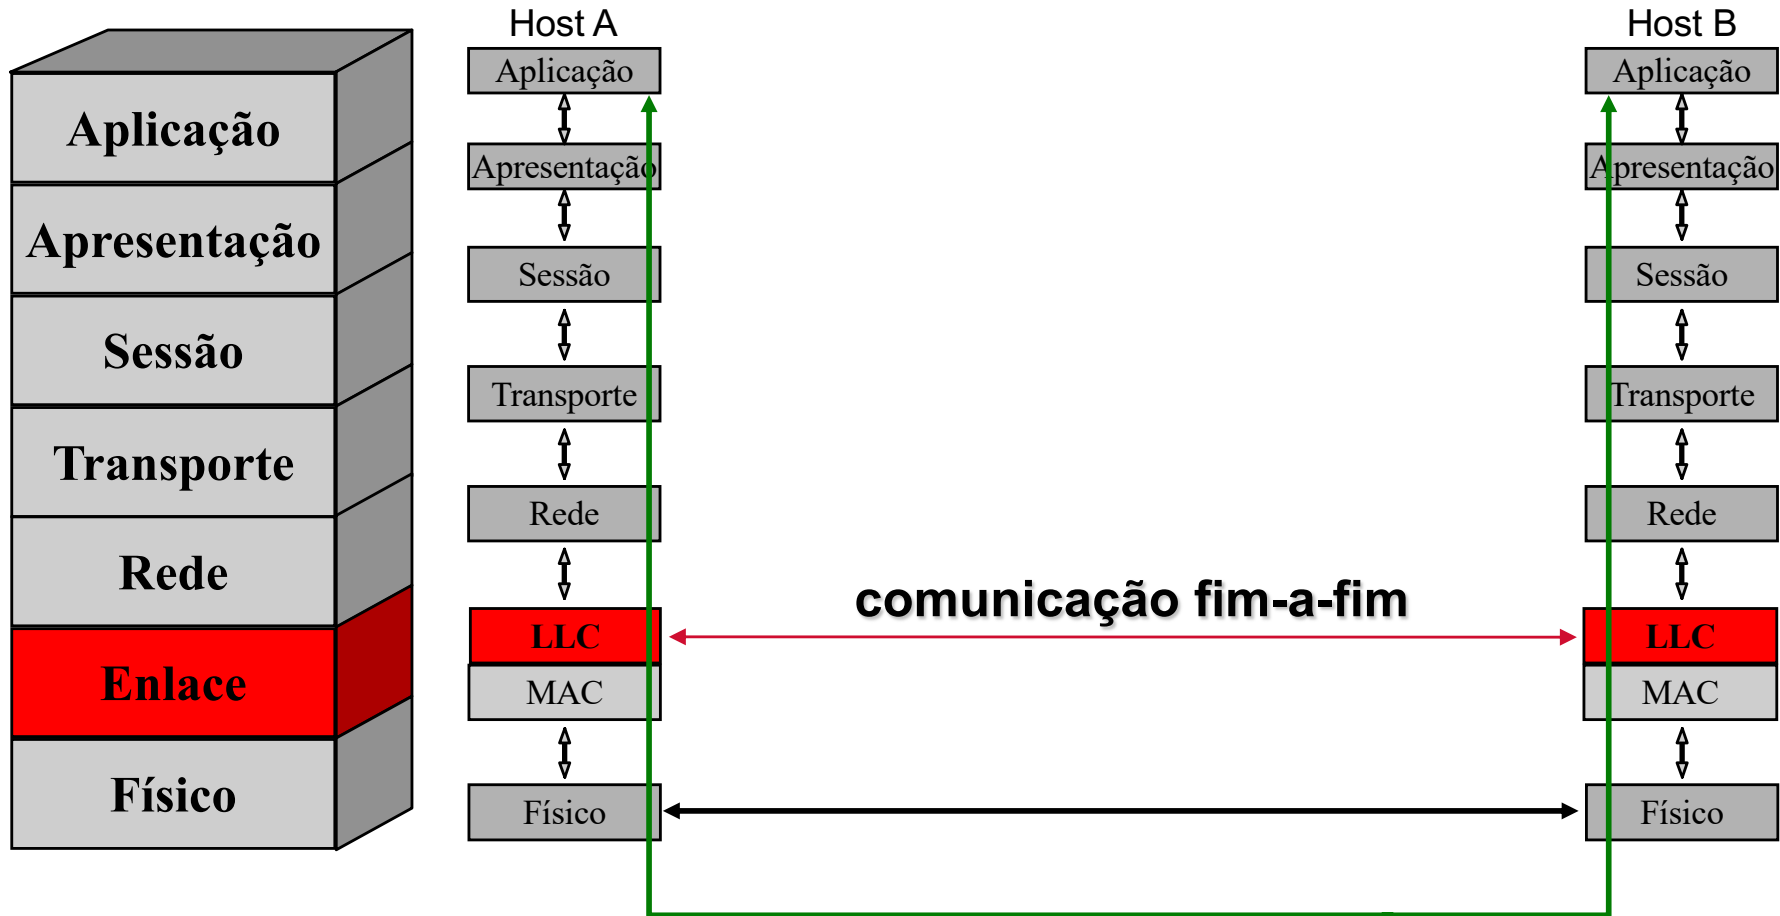 Aplicação
Apresentação
Sessão
Transporte
Rede
Enlace
Físico
Host A
Aplicação
Apresentação
Sessão
Transporte
Rede
LLC
MAC
Físico
comunicação fim-a-fim
Host B
Aplicação
Apresentação
Sessão
Transporte
Rede
LLC
MAC
Físico